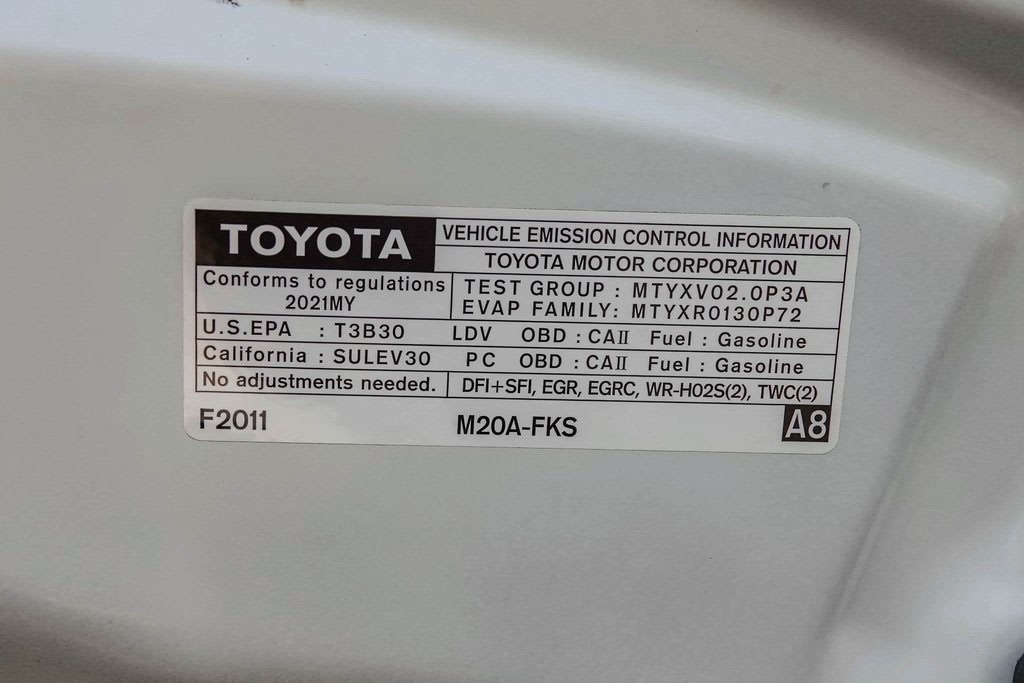 TOYOTA
VEHICLE EMISSION CONTROL INFORMATION
TOYOTA MOTOR CORPORATION
Conforms to regulations
2021MY
TEST GROUP : MTYXV02.0P3A
EVAP FAMILY: MTYXR0130P72
U.S.EPA : T3B30 LDV OBD : CAII Fuel : Gasoline
California : SULEV30 PC OBD : CAII Fuel : Gasoline
No adjustments needed. DFI+SFI, EGR, EGRC, WR-HO2S(2), TWC(2)
F2011 M20A-FKS A8